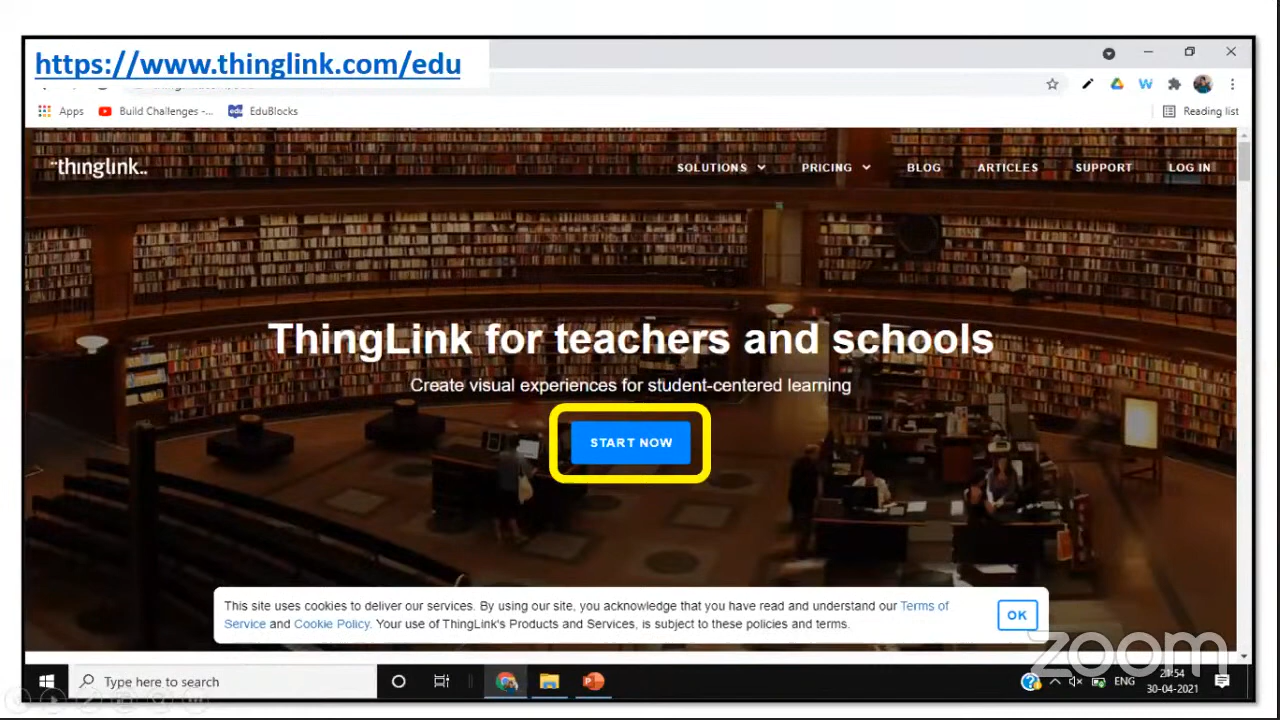 https://www.thinglink.com/edu
Apps
Build Challenges -...
edu
EduBlocks
Reading list
thinglink..
SOLUTIONS
PRICING
BLOG
ARTICLES
SUPPORT
LOG IN
ThingLink for teachers and schools
Create visual experiences for student-centered learning
START NOW
This site uses cookies to deliver our services. By using our site, you acknowledge that you have read and understand our Terms of
Service and Cookie Policy. Your use of ThingLink's Products and Services, is subject to these policies and terms.
OK
zoom
Type here to search
ENG
21:54
30-04-2021